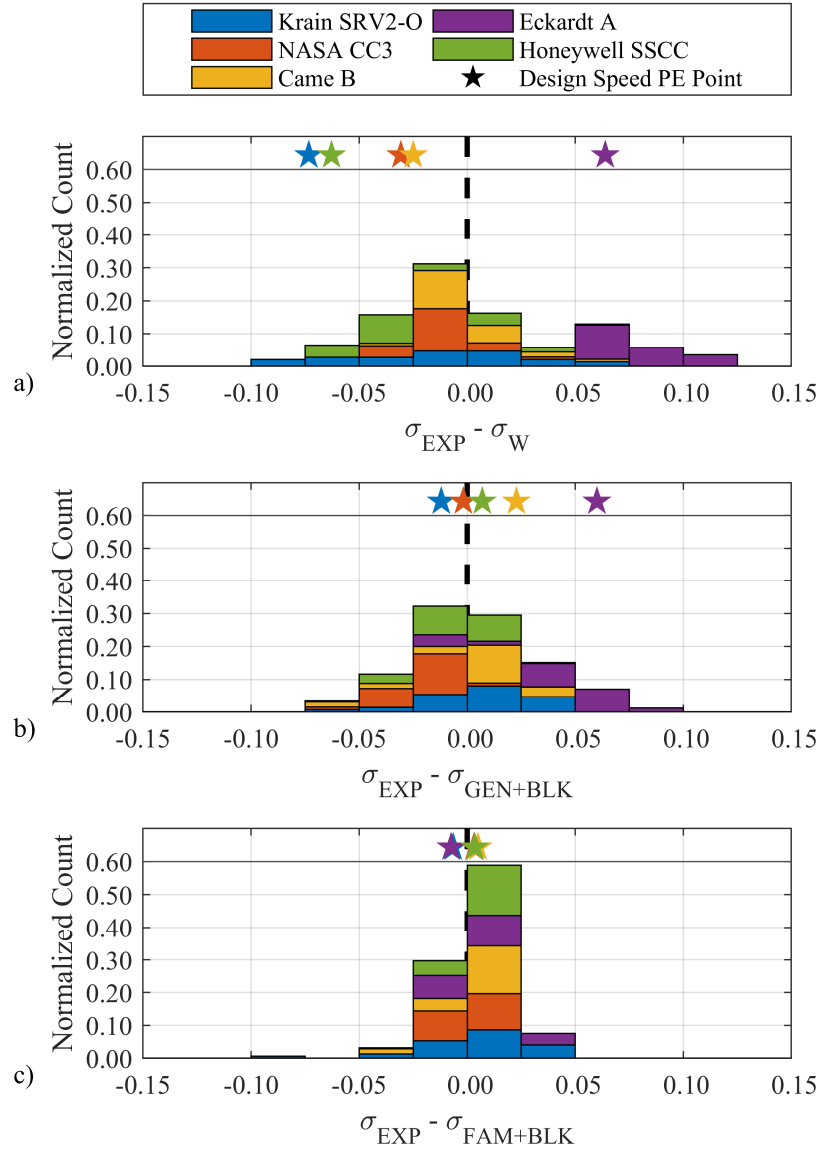 Krain SRV2-O Eckardt A
NASA CC3 Honeywell SSCC
Came B Design Speed PE Point
Normalized Count
0.60
0.50
0.40
0.30
0.20
0.10
0.00
a)
-0.15 -0.10 -0.05 0.00 0.05 0.10 0.15
σEXP - σW
Normalized Count
0.60
0.50
0.40
0.30
0.20
0.10
0.00
b)
-0.15 -0.10 -0.05 0.00 0.05 0.10 0.15
σEXP - σGEN+BLK
Normalized Count
0.60
0.50
0.40
0.30
0.20
0.10
0.00
c)
-0.15 -0.10 -0.05 0.00 0.05 0.10 0.15
σEXP - σFAM+BLK